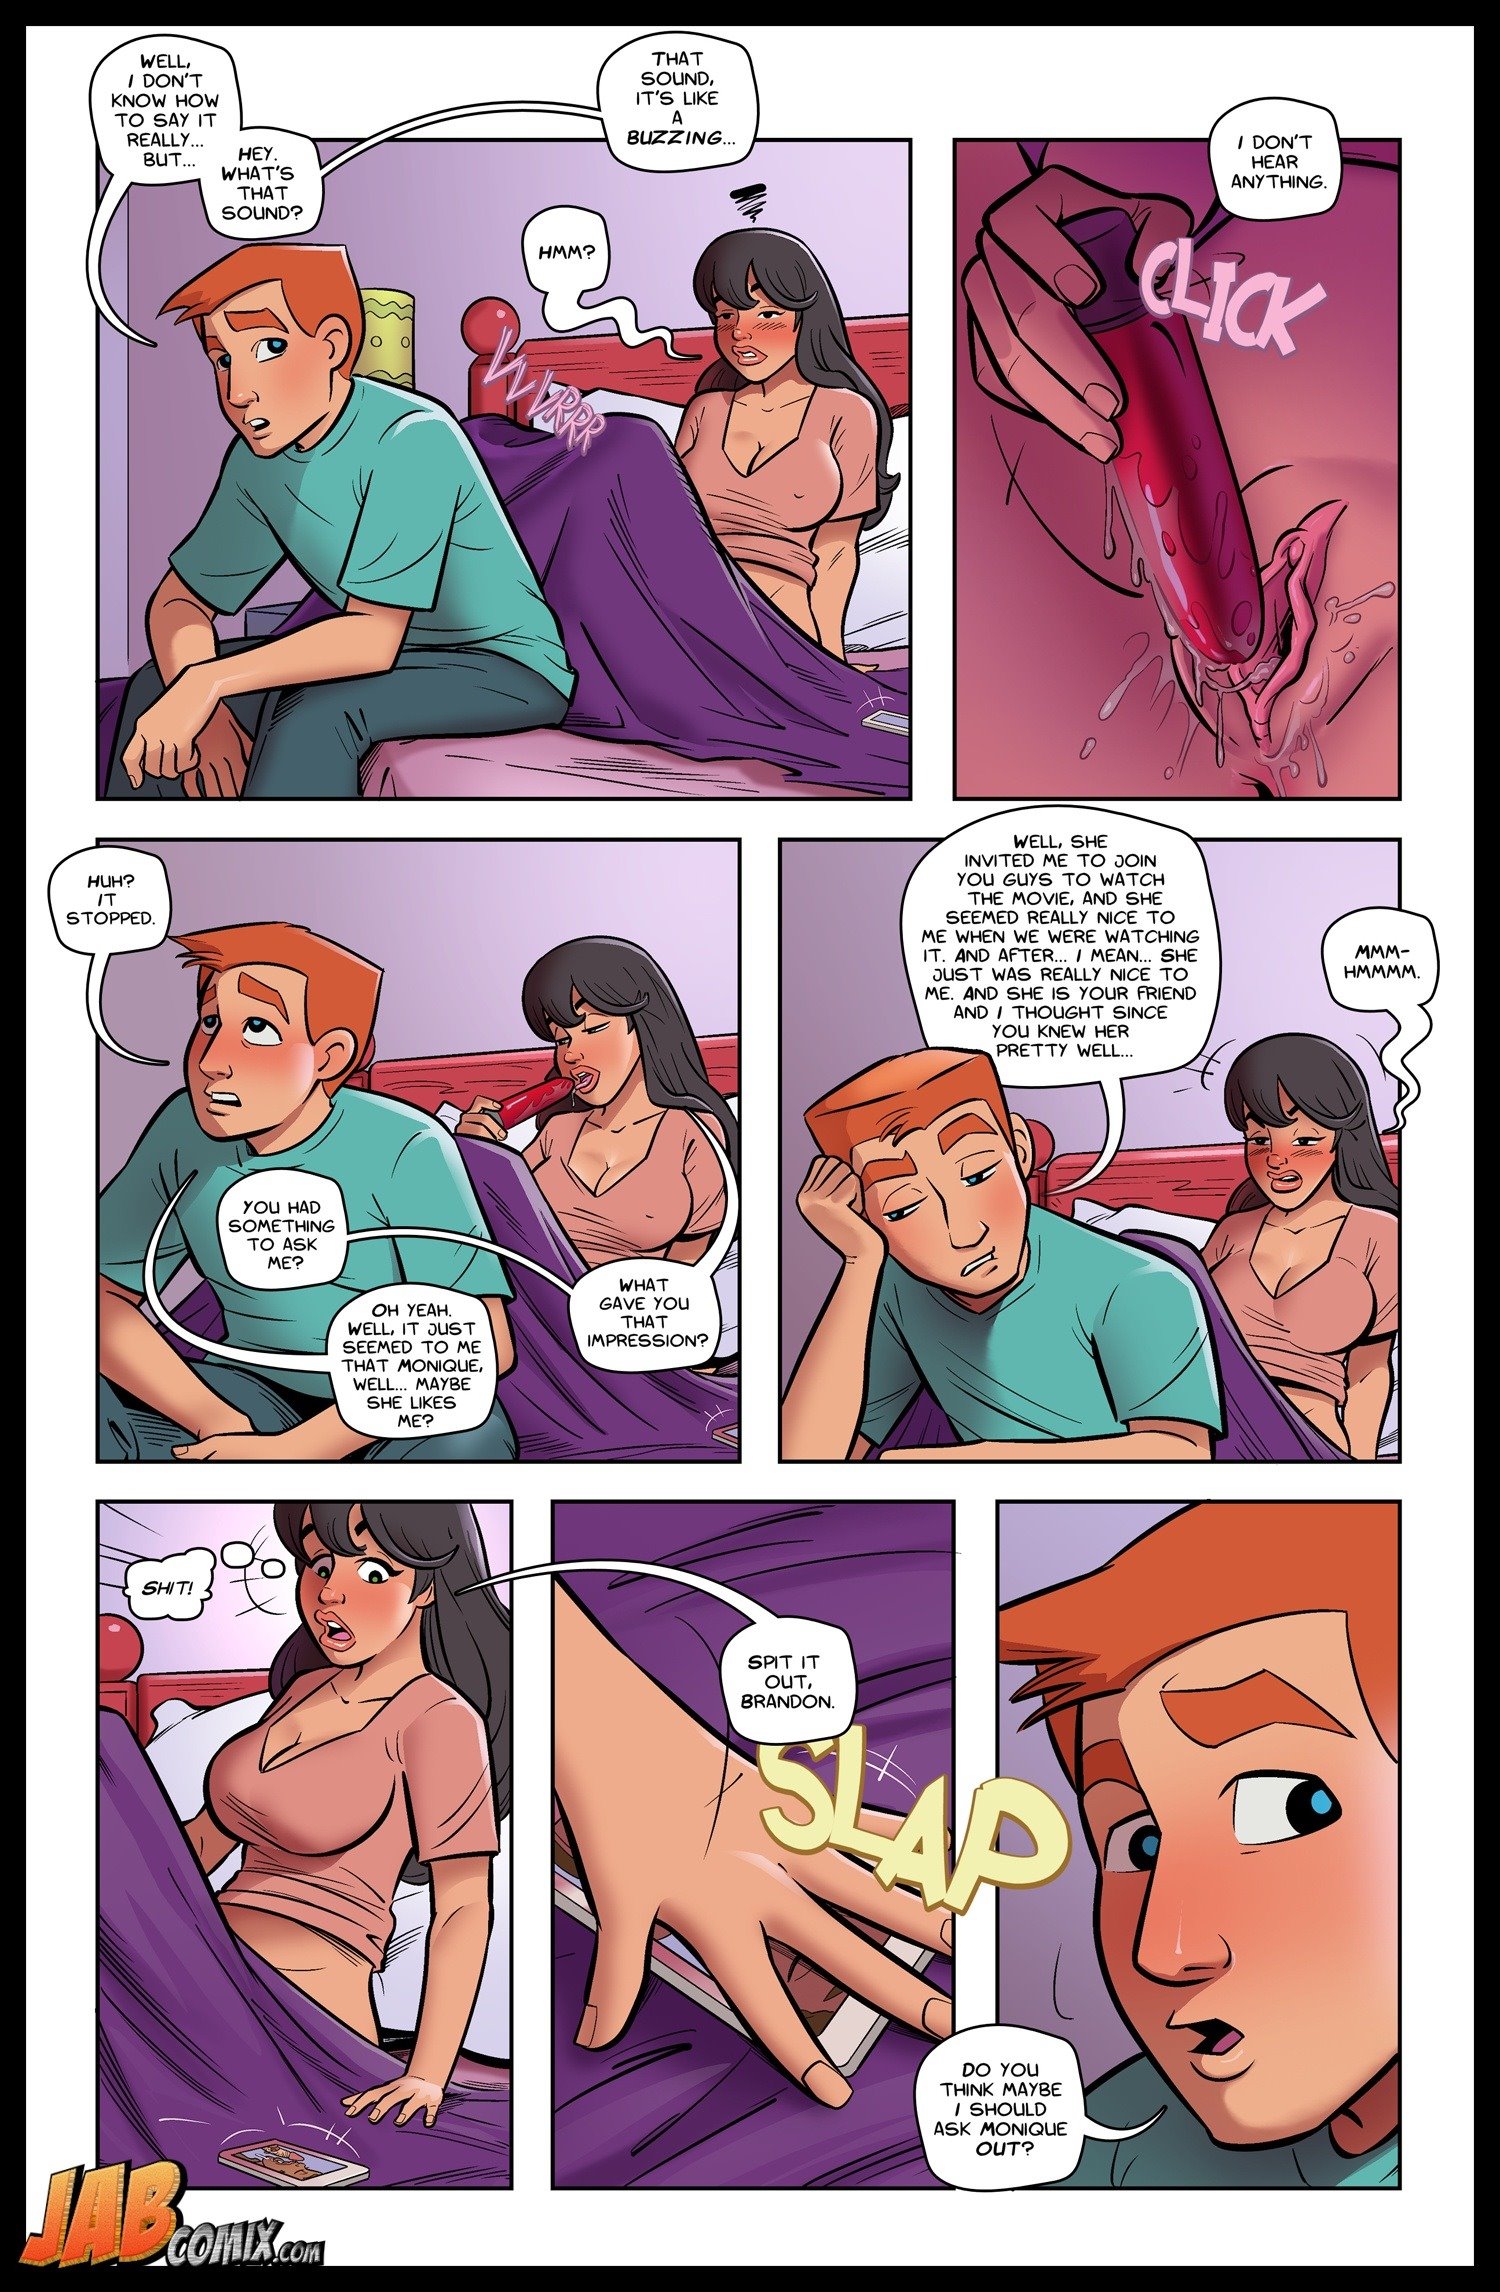 WELL,
I DON'T
KNOW HOW
TO SAY IT
REALLY...
BUT...
HEY.
WHAT'S
THAT
SOUND?
THAT
SOUND,
IT'S LIKE
A
BUZZING...
HMM?
VVVRRR
I DON'T
HEAR
ANYTHING.
CLICK
HUH?
IT
STOPPED.
YOU HAD
SOMETHING
TO ASK
ME?
WHAT
GAVE YOU
THAT
IMPRESSION?
OH YEAH.
WELL, IT JUST
SEEMED TO ME
THAT MONIQUE,
WELL... MAYBE
SHE LIKES
ME?
WELL, SHE
INVITED ME TO JOIN
YOU GUYS TO WATCH
THE MOVIE, AND SHE
SEEMED REALLY NICE TO
ME WHEN WE WERE WATCHING
IT. AND AFTER... I MEAN... SHE
JUST WAS REALLY NICE TO
ME. AND SHE IS YOUR FRIEND
AND I THOUGHT SINCE
YOU KNEW HER
PRETTY WELL...
MMM-
HMMMM.
SHIT!
SPIT IT
OUT,
BRANDON.
SLAP
DO YOU
THINK MAYBE
I SHOULD
ASK MONIQUE
OUT?
JAB
COMIX.com